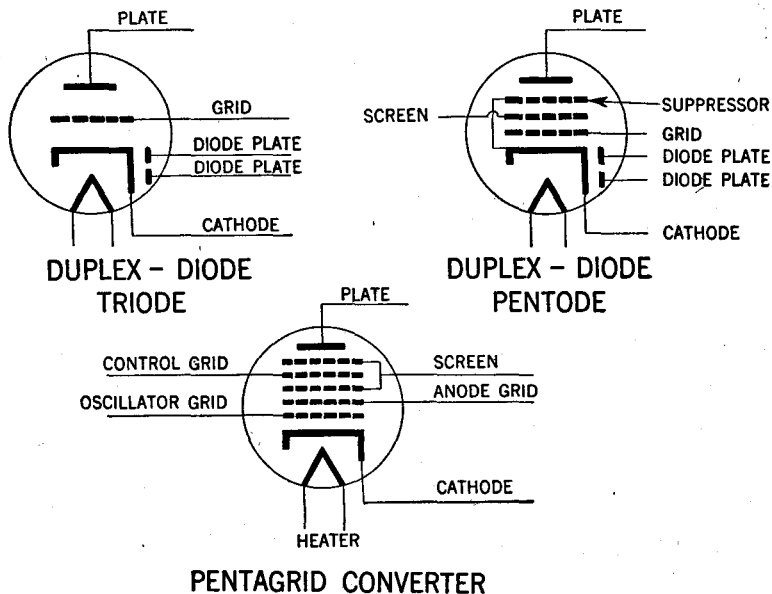 PLATE
GRID
DIODE PLATE
DIODE PLATE
CATHODE
DUPLEX – DIODE
TRIODE
PLATE
SCREEN
SUPPRESSOR
GRID
DIODE PLATE
DIODE PLATE
CATHODE
DUPLEX – DIODE
PENTODE
PLATE
CONTROL GRID
SCREEN
OSCILLATOR GRID
ANODE GRID
CATHODE
HEATER
PENTAGRID CONVERTER